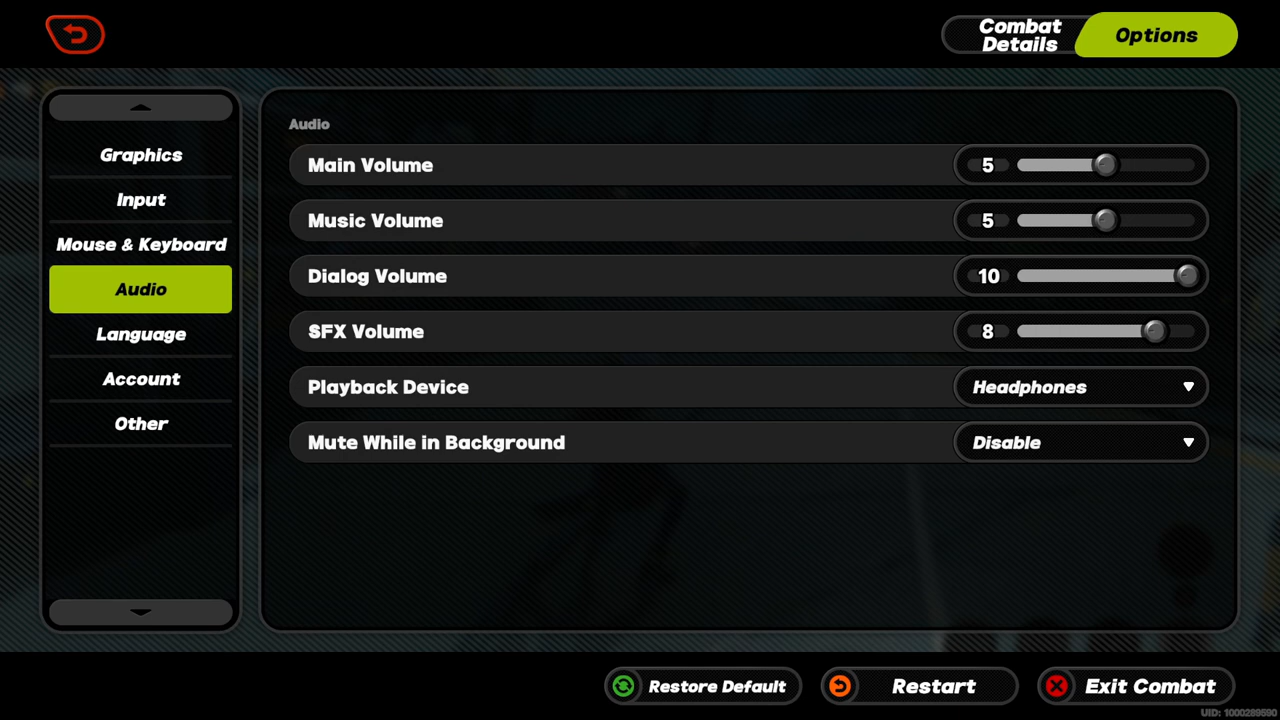 Combat
Details
Options
Graphics
Input
Mouse & Keyboard
Audio
Language
Account
Other
Audio
Main Volume 5
Music Volume 5
Dialog Volume 10
SFX Volume 8
Playback Device Headphones
Mute While in Background Disable
Restore Default
Restart
Exit Combat
UID: 1000289590